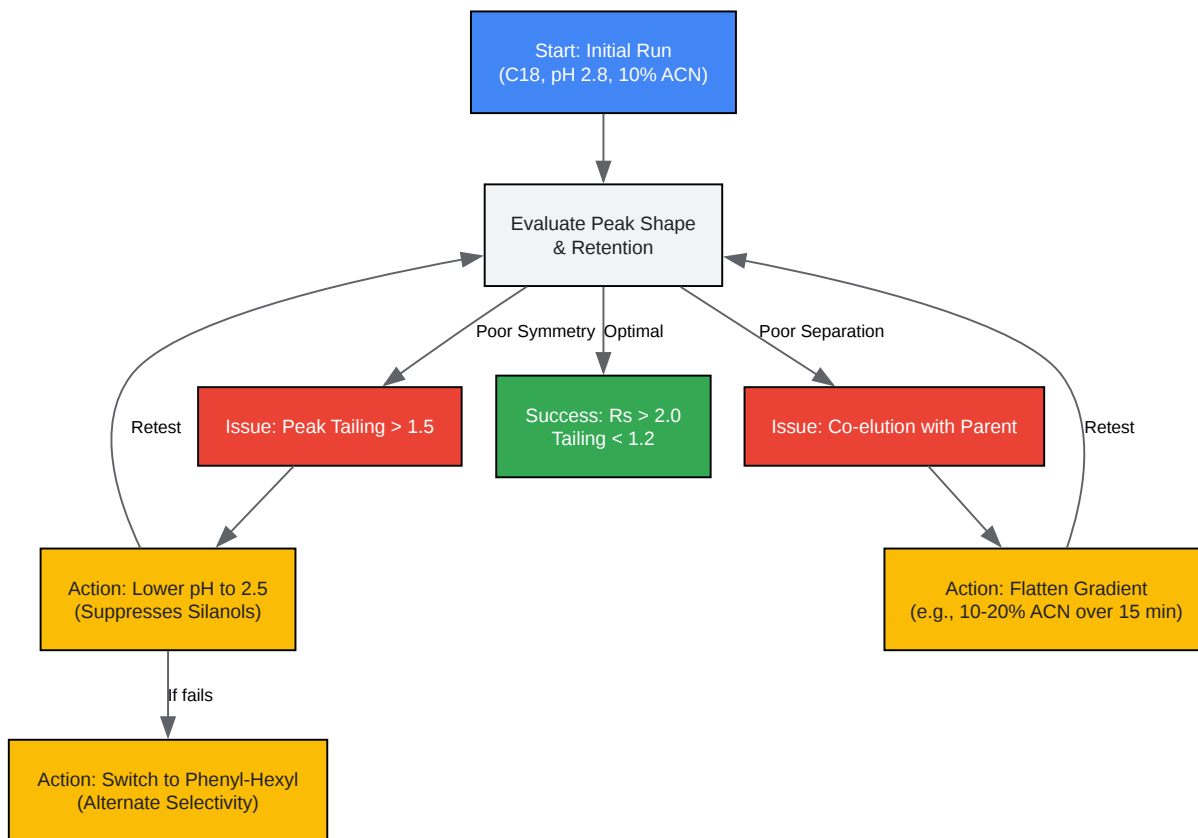 Start: Initial Run
(C18, pH 2.8, 10% ACN)
Evaluate Peak Shape
& Retention
Poor Symmetry
Optimal
Poor Separation
Retest
Issue: Peak Tailing > 1.5
Success: Rs > 2.0
Tailing < 1.2
Issue: Co-elution with Parent
Retest
Action: Lower pH to 2.5
(Suppresses Silanols)
Action: Flatten Gradient
(e.g., 10-20% ACN over 15 min)
If fails
Action: Switch to Phenyl-Hexyl
(Alternate Selectivity)